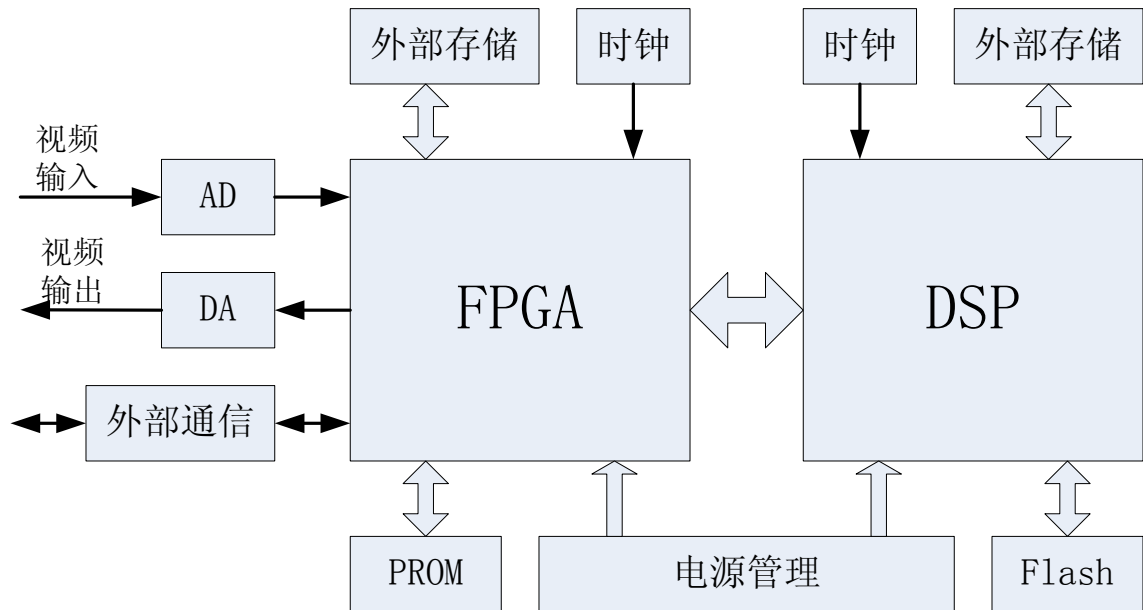 外部存储
时钟
时钟
外部存储
视频
输入
AD
视频
输出
DA
FPGA
DSP
外部通信
PROM
电源管理
Flash